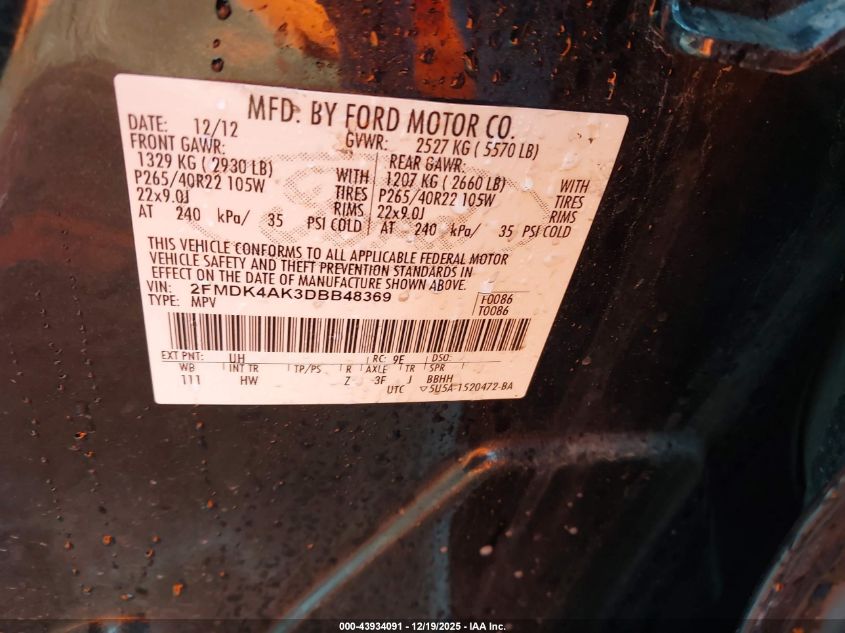 MFD. BY FORD MOTOR CO.
DATE: 12/12 GVWR: 2527 KG ( 5570 LB)
FRONT GAWR: REAR GAWR:
1329 KG ( 2930 LB) WITH 1207 KG ( 2660 LB) WITH
P265/40R22 105W TIRES P265/40R22 105W TIRES
22x9.0J RIMS 22x9.0J RIMS
AT 240 kPa/ 35 PSI COLD AT 240 kPa/ 35 PSI COLD
THIS VEHICLE CONFORMS TO ALL APPLICABLE FEDERAL MOTOR
VEHICLE SAFETY AND THEFT PREVENTION STANDARDS IN
EFFECT ON THE DATE OF MANUFACTURE SHOWN ABOVE.
VIN: 2FMDK4AK3DBB48369 F0086
TYPE: MPV T0086
EXT PNT: UH RC: 9E DSO:
WB INT TR TP/PS R AXLE TR SPR
111 HW Z 3F J BBHH
UTC ▽5U5A-1520472-BA
000-43934091 - 12/19/2025 - IAA Inc.